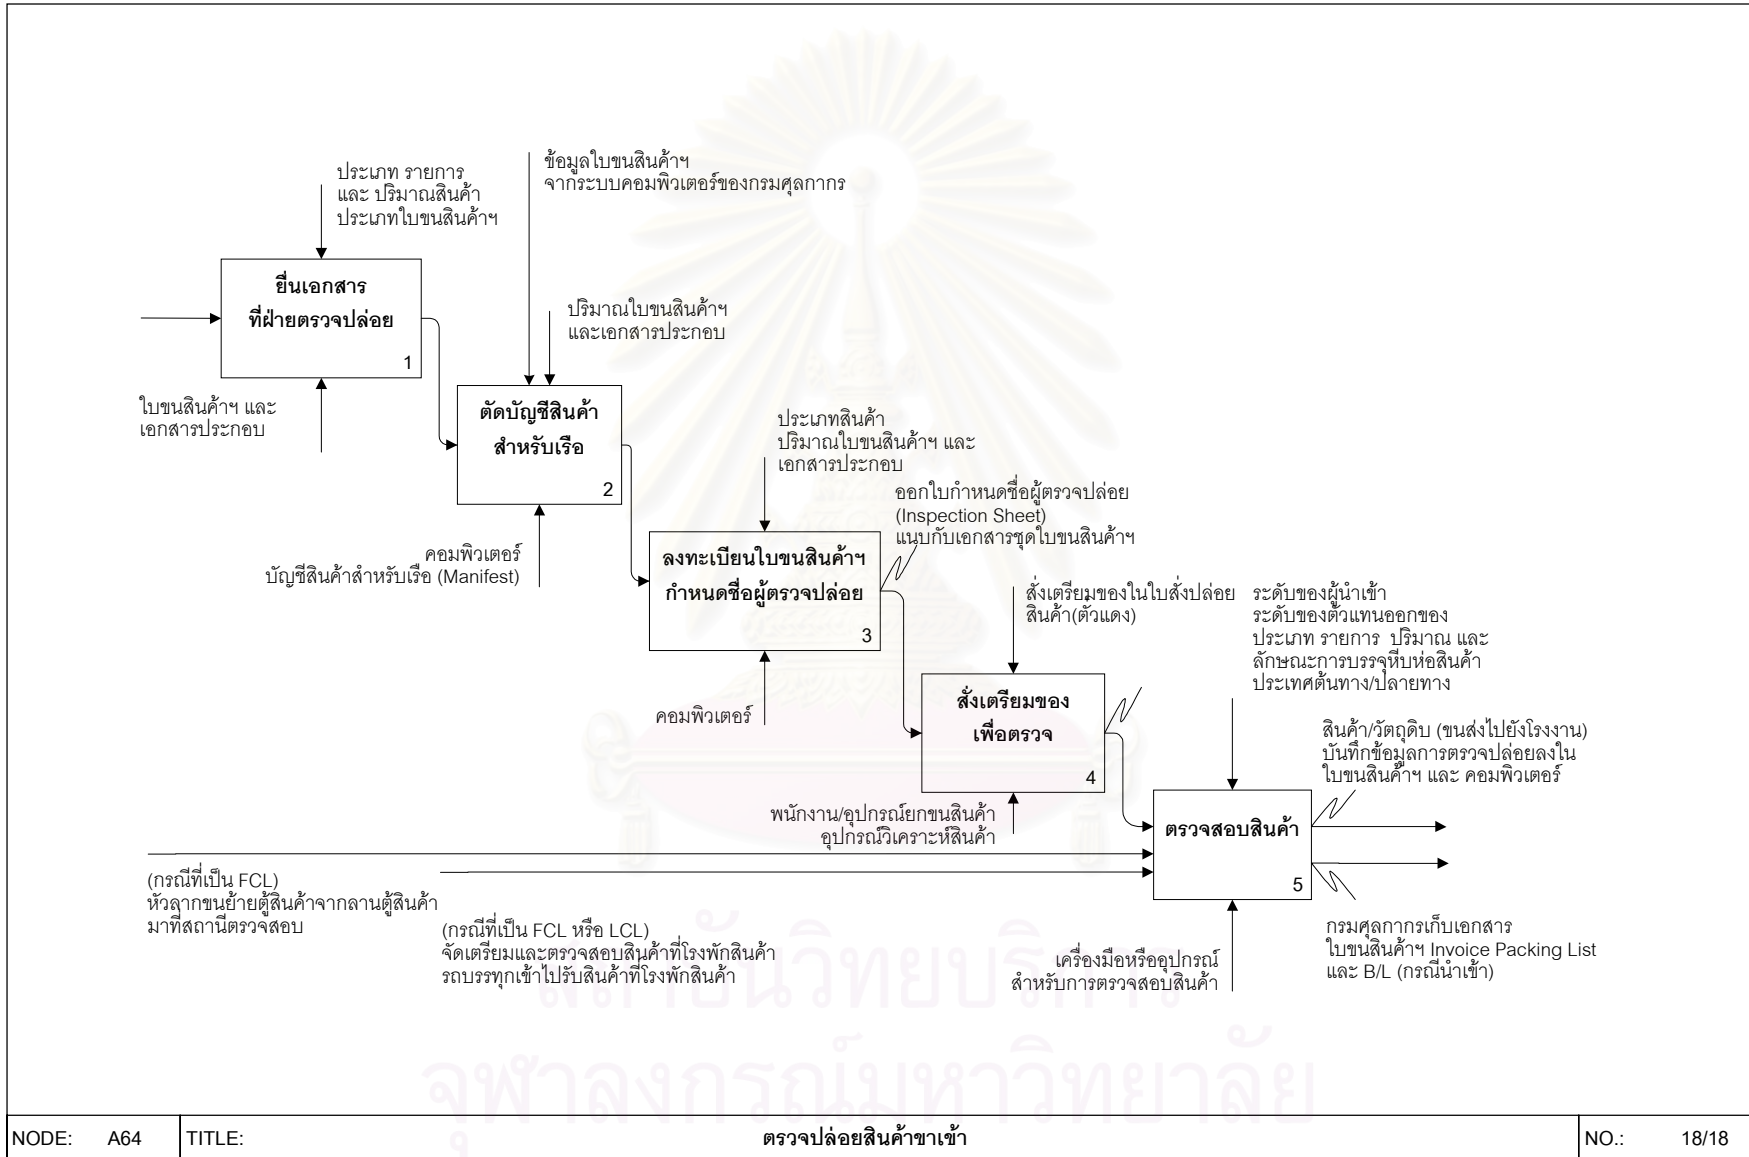 ประเภท รายการ
และ ปริมาณสินค้า
ประเภทใบขนสินค้าฯ
ข้อมูลใบขนสินค้าฯ
จากระบบคอมพิวเตอร์ของกรมศุลกากร
ยื่นเอกสาร
ที่ฝ่ายตรวจปล่อย
1
ปริมาณใบขนสินค้าฯ
และเอกสารประกอบ
ใบขนสินค้าฯ และ
เอกสารประกอบ
ตัดบัญชีสินค้า
สำหรับเรือ
2
ประเภทสินค้า
ปริมาณใบขนสินค้าฯ และ
เอกสารประกอบ
คอมพิวเตอร์
บัญชีสินค้าสำหรับเรือ (Manifest)
ออกใบกำหนดชื่อผู้ตรวจปล่อย
(Inspection Sheet)
แนบกับเอกสารชุดใบขนสินค้าฯ
ลงทะเบียนใบขนสินค้าฯ
กำหนดชื่อผู้ตรวจปล่อย
3
คอมพิวเตอร์
สั่งเตรียมของในใบสั่งปล่อย
สินค้า(ตั๋วแดง)
ระดับของผู้นำเข้า
ระดับของตัวแทนออกของ
ประเภท รายการ ปริมาณ และ
ลักษณะการบรรจุหีบห่อสินค้า
ประเทศต้นทาง/ปลายทาง
สั่งเตรียมของ
เพื่อตรวจ
4
พนักงาน/อุปกรณ์ยกขนสินค้า
อุปกรณ์วิเคราะห์สินค้า
สินค้า/วัตถุดิบ (ขนส่งไปยังโรงงาน)
บันทึกข้อมูลการตรวจปล่อยลงใน
ใบขนสินค้าฯ และ คอมพิวเตอร์
ตรวจสอบสินค้า
5
(กรณีที่เป็น FCL)
หัวลากขนย้ายตู้สินค้าจากลานตู้สินค้า
มาที่สถานีตรวจสอบ
(กรณีที่เป็น FCL หรือ LCL)
จัดเตรียมและตรวจสอบสินค้าที่โรงพักสินค้า
รถบรรทุกเข้าไปรับสินค้าที่โรงพักสินค้า
เครื่องมือหรืออุปกรณ์
สำหรับการตรวจสอบสินค้า
กรมศุลกากรเก็บเอกสาร
ใบขนสินค้าฯ Invoice Packing List
และ B/L (กรณีนำเข้า)
สถาบันวิทยบริการ
จุฬาลงกรณ์มหาวิทยาลัย
NODE: A64 TITLE: ตรวจปล่อยสินค้าขาเข้า NO.: 18/18